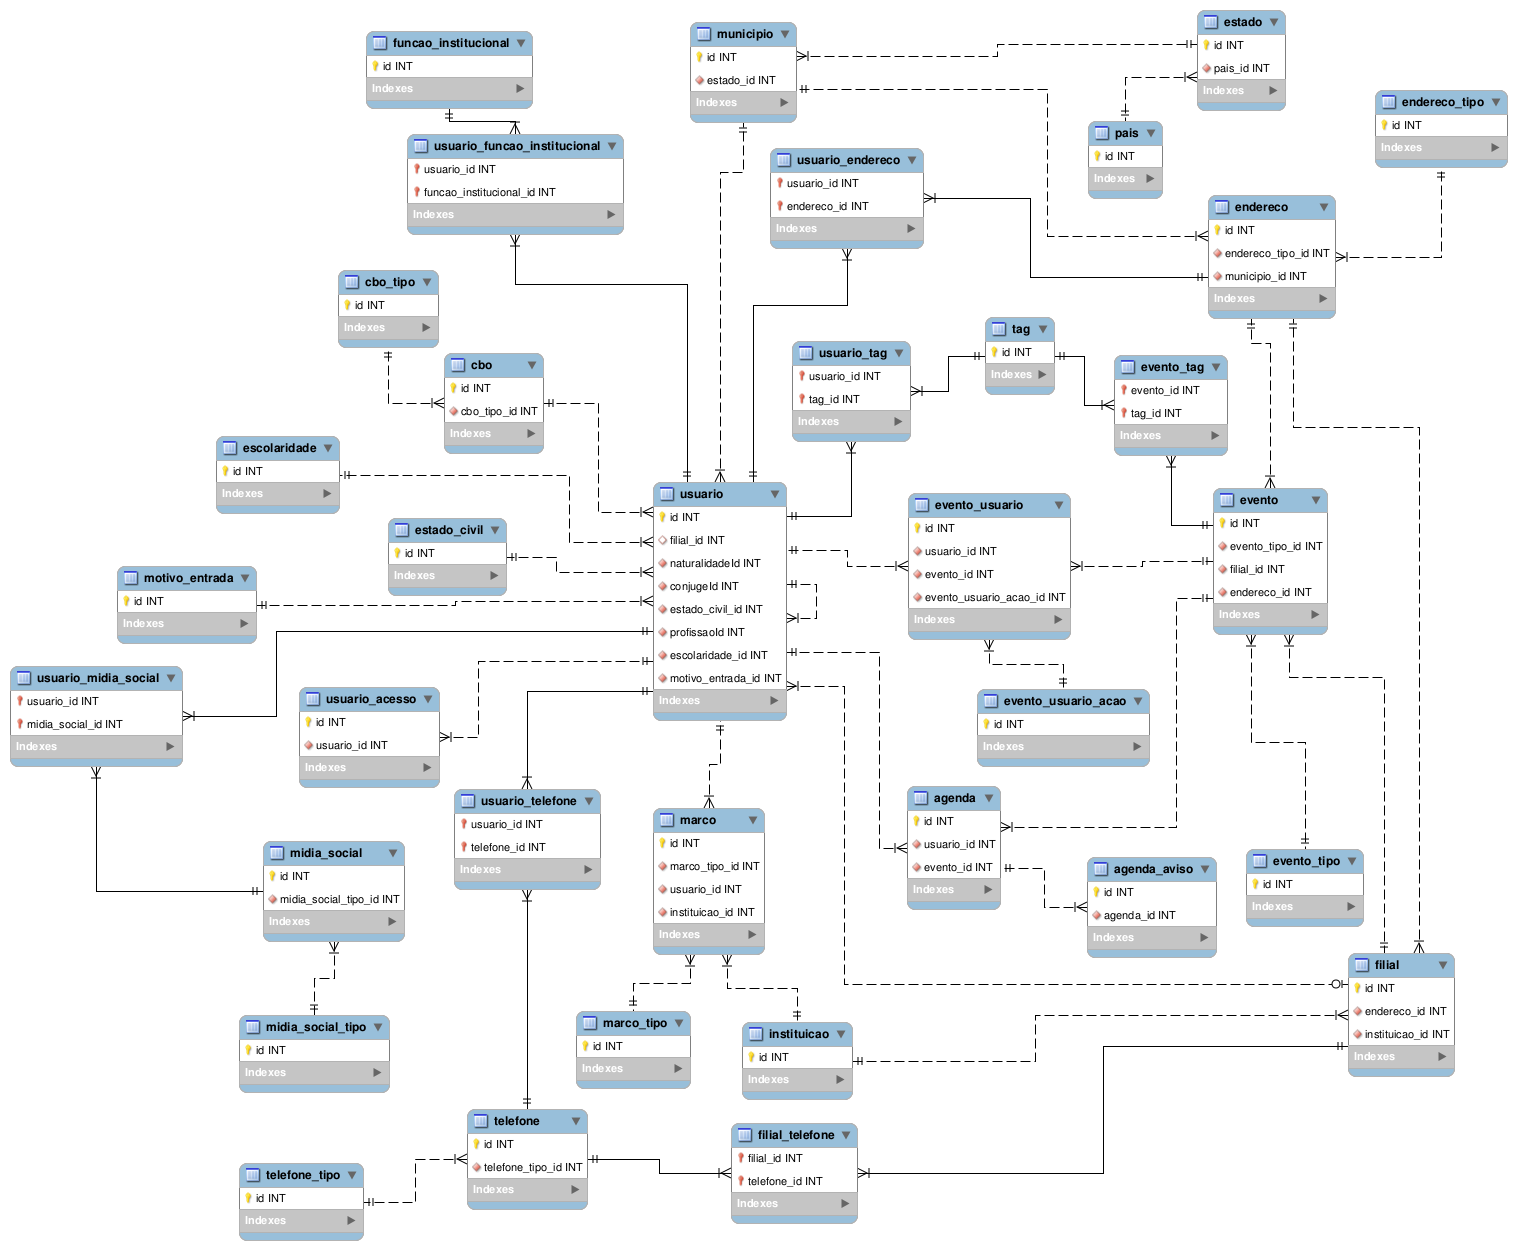 funcao_institucional
id INT
Indexes
municipio
id INT
estado_id INT
Indexes
estado
id INT
pais_id INT
Indexes
pais
id INT
Indexes
endereco_tipo
id INT
Indexes
usuario_funcao_institucional
usuario_id INT
funcao_institucional_id INT
Indexes
usuario_endereco
usuario_id INT
endereco_id INT
Indexes
endereco
id INT
endereco_tipo_id INT
municipio_id INT
Indexes
cbo_tipo
id INT
Indexes
cbo
id INT
cbo_tipo_id INT
Indexes
usuario_tag
usuario_id INT
tag_id INT
Indexes
tag
id INT
Indexes
evento_tag
evento_id INT
tag_id INT
Indexes
escolaridade
id INT
Indexes
estado_civil
id INT
Indexes
motivo_entrada
id INT
Indexes
usuario
id INT
filial_id INT
naturalidadeId INT
conjugeId INT
estado_civil_id INT
profissaoId INT
escolaridade_id INT
motivo_entrada_id INT
Indexes
evento_usuario
id INT
usuario_id INT
evento_id INT
evento_usuario_acao_id INT
Indexes
evento
id INT
evento_tipo_id INT
filial_id INT
endereco_id INT
Indexes
usuario_midia_social
usuario_id INT
midia_social_id INT
Indexes
usuario_acesso
id INT
usuario_id INT
Indexes
evento_usuario_acao
id INT
Indexes
usuario_telefone
usuario_id INT
telefone_id INT
Indexes
marco
id INT
marco_tipo_id INT
usuario_id INT
instituicao_id INT
Indexes
agenda
id INT
usuario_id INT
evento_id INT
Indexes
agenda_aviso
id INT
agenda_id INT
Indexes
evento_tipo
id INT
Indexes
midia_social
id INT
midia_social_tipo_id INT
Indexes
filial
id INT
endereco_id INT
instituicao_id INT
Indexes
midia_social_tipo
id INT
Indexes
marco_tipo
id INT
Indexes
instituicao
id INT
Indexes
telefone
id INT
telefone_tipo_id INT
Indexes
filial_telefone
filial_id INT
telefone_id INT
Indexes
telefone_tipo
id INT
Indexes